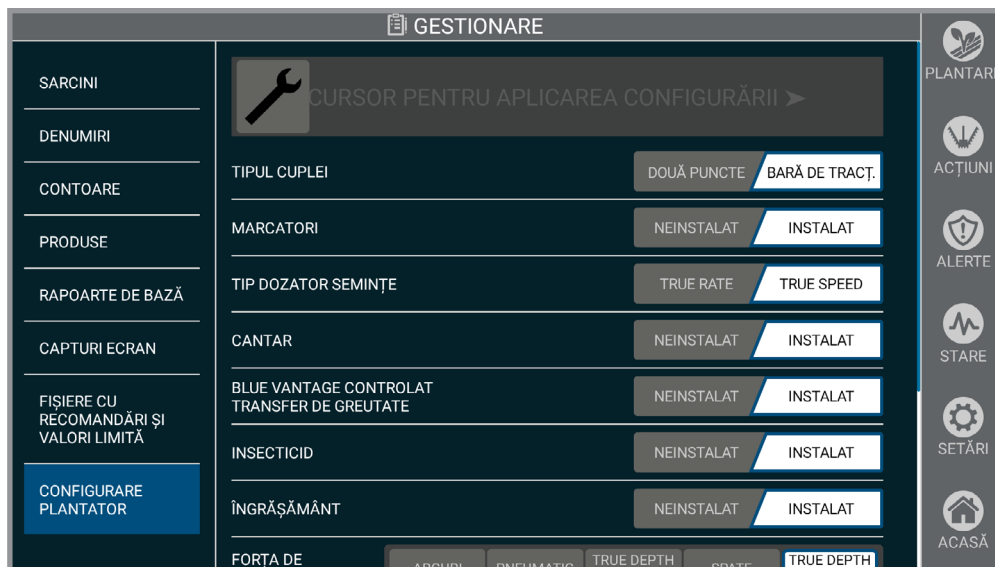 GESTIONARE
SARCINI
DENUMIRI
CONTOARE
PRODUSE
RAPOARTE DE BAZĂ
CAPTURI ECRAN
FIȘIERE CU
RECOMANDĂRI ȘI
VALORI LIMITĂ
CONFIGURARE
PLANTATOR
CURSOR PENTRU APLICAREA CONFIGURĂRII ➤
TIPUL CUPLEI DOUĂ PUNCTE BARĂ DE TRACȚ.
MARCATORI NEINSTALAT INSTALAT
TIP DOZATOR SEMINȚE TRUE RATE TRUE SPEED
CANTAR NEINSTALAT INSTALAT
BLUE VANTAGE CONTROLAT
TRANSFER DE GREUTATE NEINSTALAT INSTALAT
INSECTICID NEINSTALAT INSTALAT
ÎNGRĂȘĂMÂNT NEINSTALAT INSTALAT
FORȚA DE TRUE DEPTH TRUE DEPTH
ARCURI PNEUMATIC SPATE
PLANTARE
ACȚIUNI
ALERTE
STARE
SETĂRI
ACASĂ